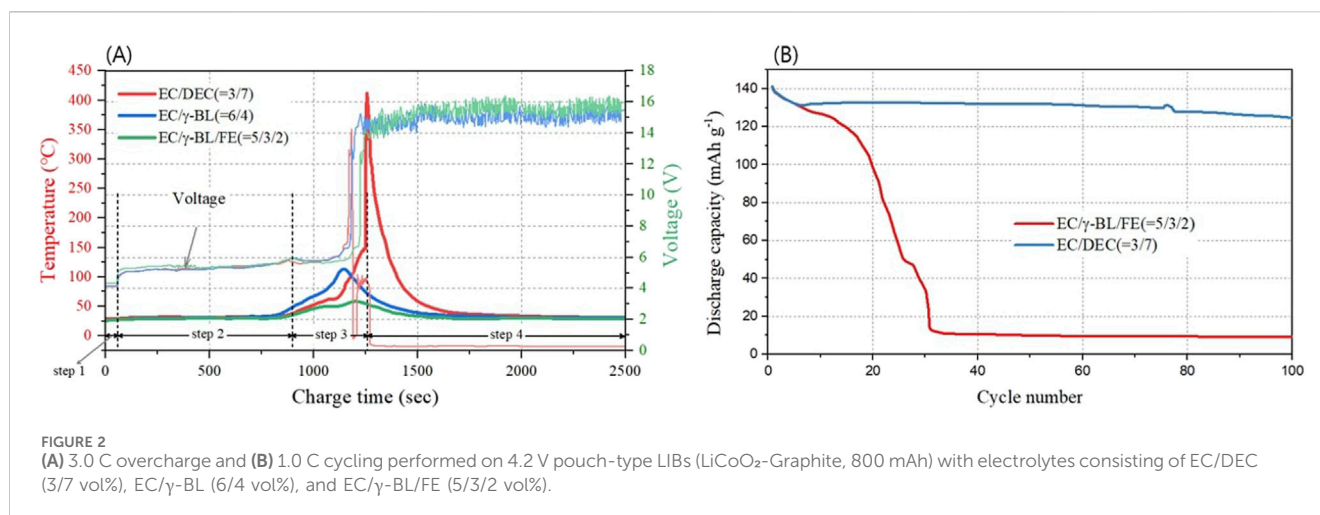 (A)
450
400
350
300
250
200
150
100
50
0
Temperature (°C)
EC/DEC(=3/7)
EC/γ-BL(=6/4)
EC/γ-BL/FE(=5/3/2)
Voltage
18
16
14
12
10
8
6
4
2
0
Voltage (V)
step 1
step 2
step 3
step 4
0 500 1000 1500 2000 2500
Charge time (sec)
(B)
140
120
100
80
60
40
20
0
Discharge capacity (mAh g⁻¹)
EC/γ-BL/FE(=5/3/2)
EC/DEC(=3/7)
0 20 40 60 80 100
Cycle number
FIGURE 2
(A) 3.0 C overcharge and (B) 1.0 C cycling performed on 4.2 V pouch-type LIBs (LiCoO₂-Graphite, 800 mAh) with electrolytes consisting of EC/DEC
(3/7 vol%), EC/γ-BL (6/4 vol%), and EC/γ-BL/FE (5/3/2 vol%).